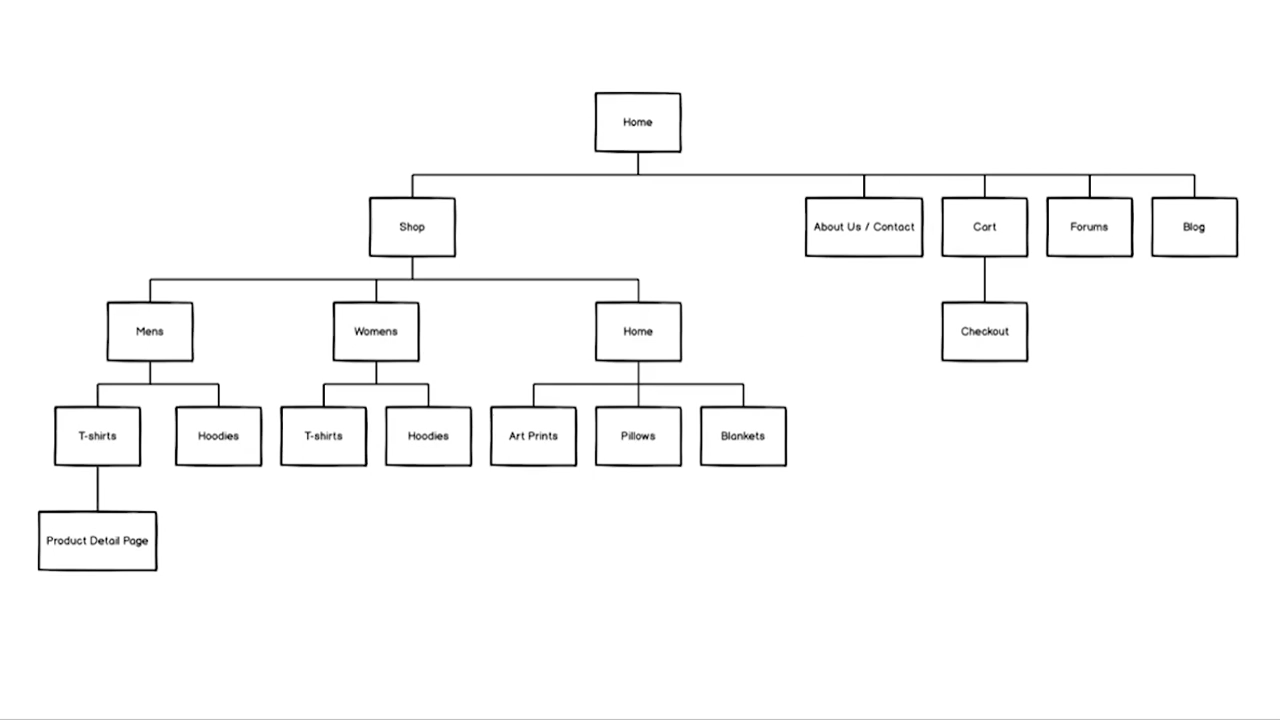 Home
Shop
About Us / Contact
Cart
Forums
Blog
Mens
Womens
Home
Checkout
T-shirts
Hoodies
T-shirts
Hoodies
Art Prints
Pillows
Blankets
Product Detail Page